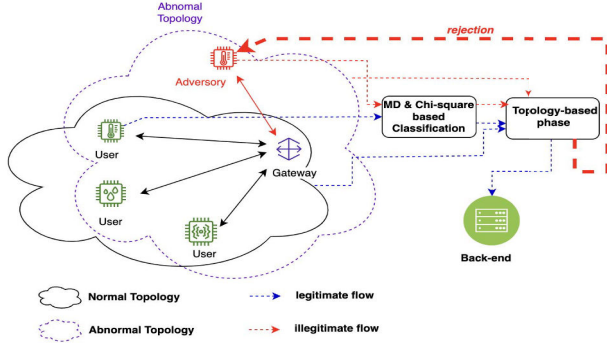 Abnomal
Topology
rejection
Adversory
MD & Chi-square
based
Classification
Topology-based
phase
User
Gateway
User
User
Back-end
Normal Topology
legitimate flow
Abnormal Topology
illegitimate flow